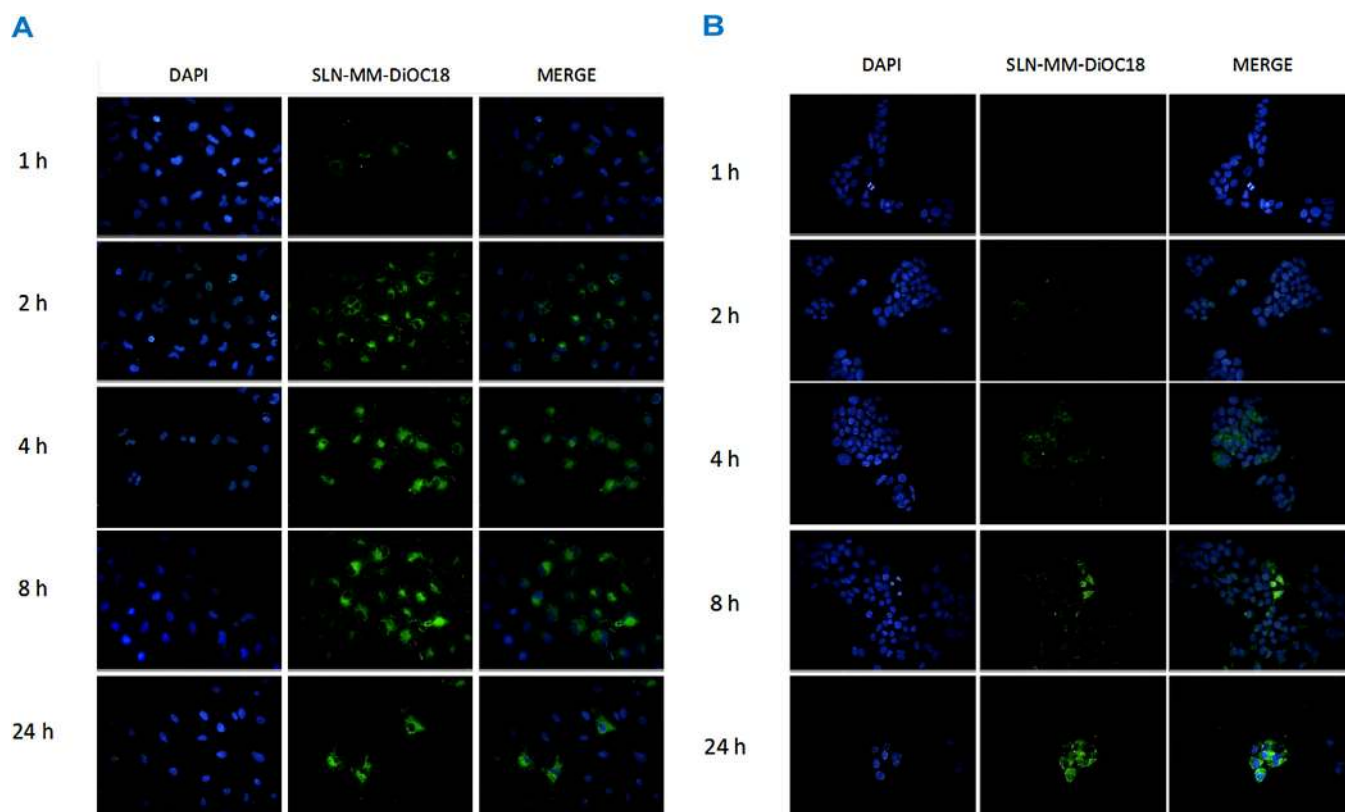 A
B
DAPI SLN-MM-DiOC18 MERGE
DAPI SLN-MM-DiOC18 MERGE
1 h
1 h
2 h
2 h
4 h
4 h
8 h
8 h
24 h
24 h